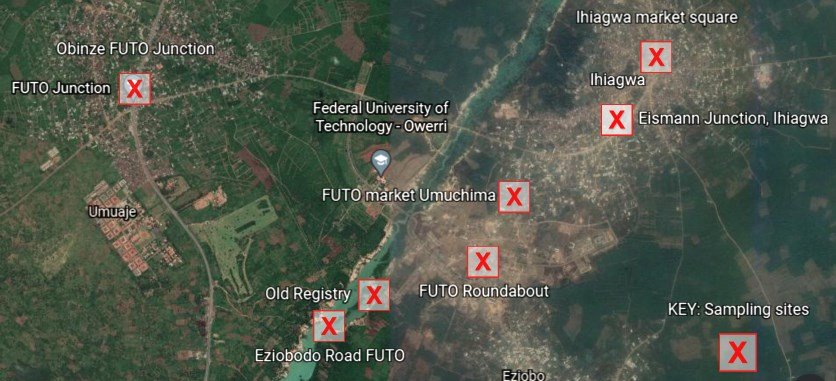 Ihiagwa market square
Obinze FUTO Junction
X
Ihiagwa
FUTO Junction X
Federal University of
Technology - Owerri
X Eismann Junction, Ihiagwa
FUTO market Umuchima X
Umuaje
X
FUTO Roundabout
Old Registry X
KEY: Sampling sites
X
Eziobodo Road FUTO
X
Eziobo